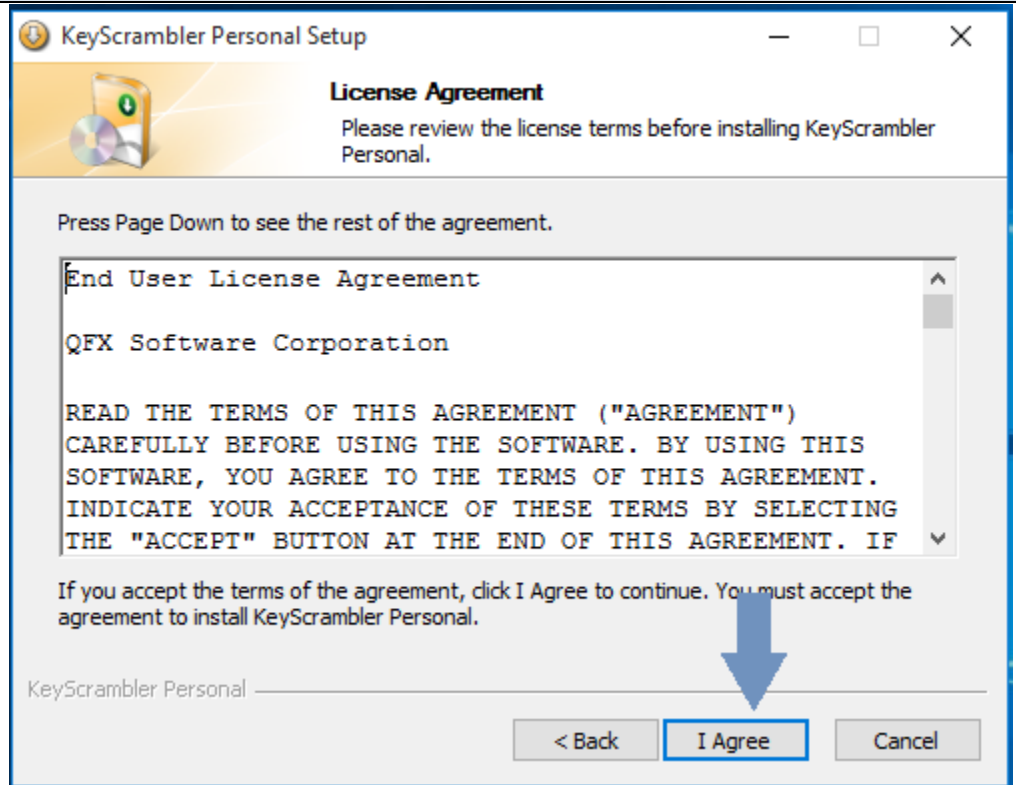 KeyScrambler Personal Setup
License Agreement
Please review the license terms before installing KeyScrambler
Personal.
Press Page Down to see the rest of the agreement.
End User License Agreement
QFX Software Corporation
READ THE TERMS OF THIS AGREEMENT ("AGREEMENT")
CAREFULLY BEFORE USING THE SOFTWARE. BY USING THIS
SOFTWARE, YOU AGREE TO THE TERMS OF THIS AGREEMENT.
INDICATE YOUR ACCEPTANCE OF THESE TERMS BY SELECTING
THE "ACCEPT" BUTTON AT THE END OF THIS AGREEMENT. IF
If you accept the terms of the agreement, click I Agree to continue. You must accept the
agreement to install KeyScrambler Personal.
KeyScrambler Personal
< Back I Agree Cancel